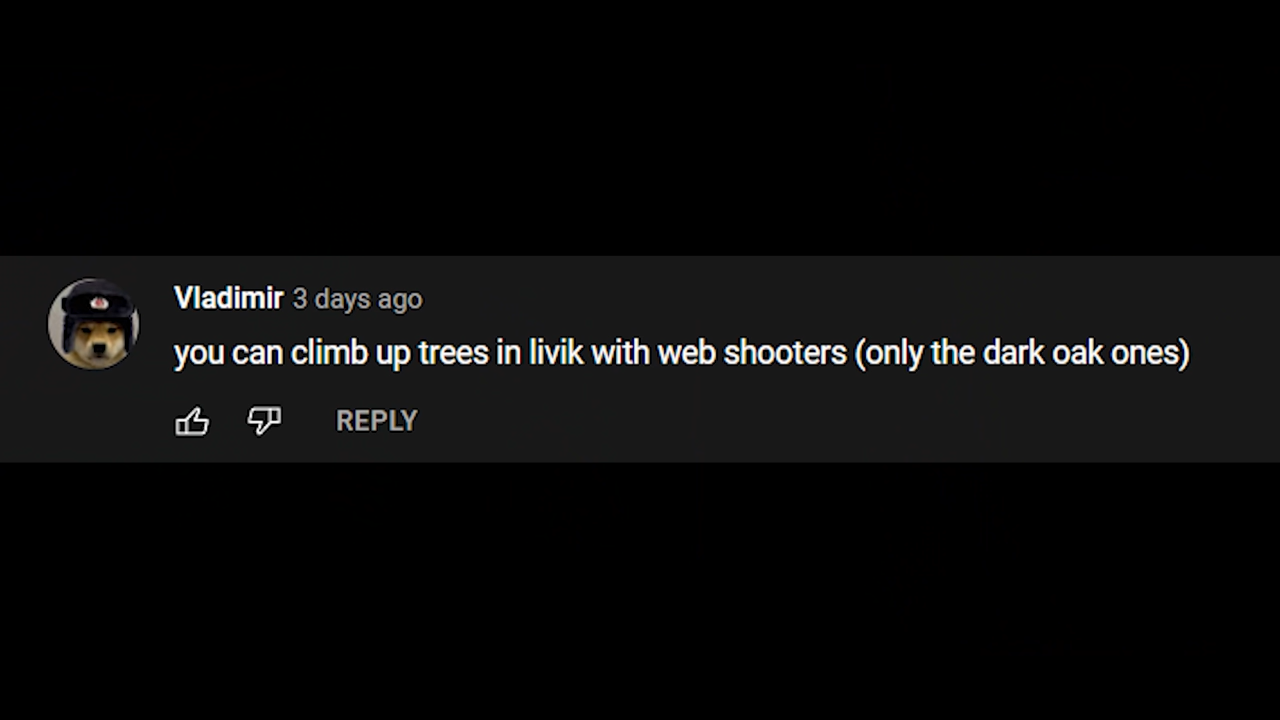 Vladimir 3 days ago
you can climb up trees in livik with web shooters (only the dark oak ones)
REPLY